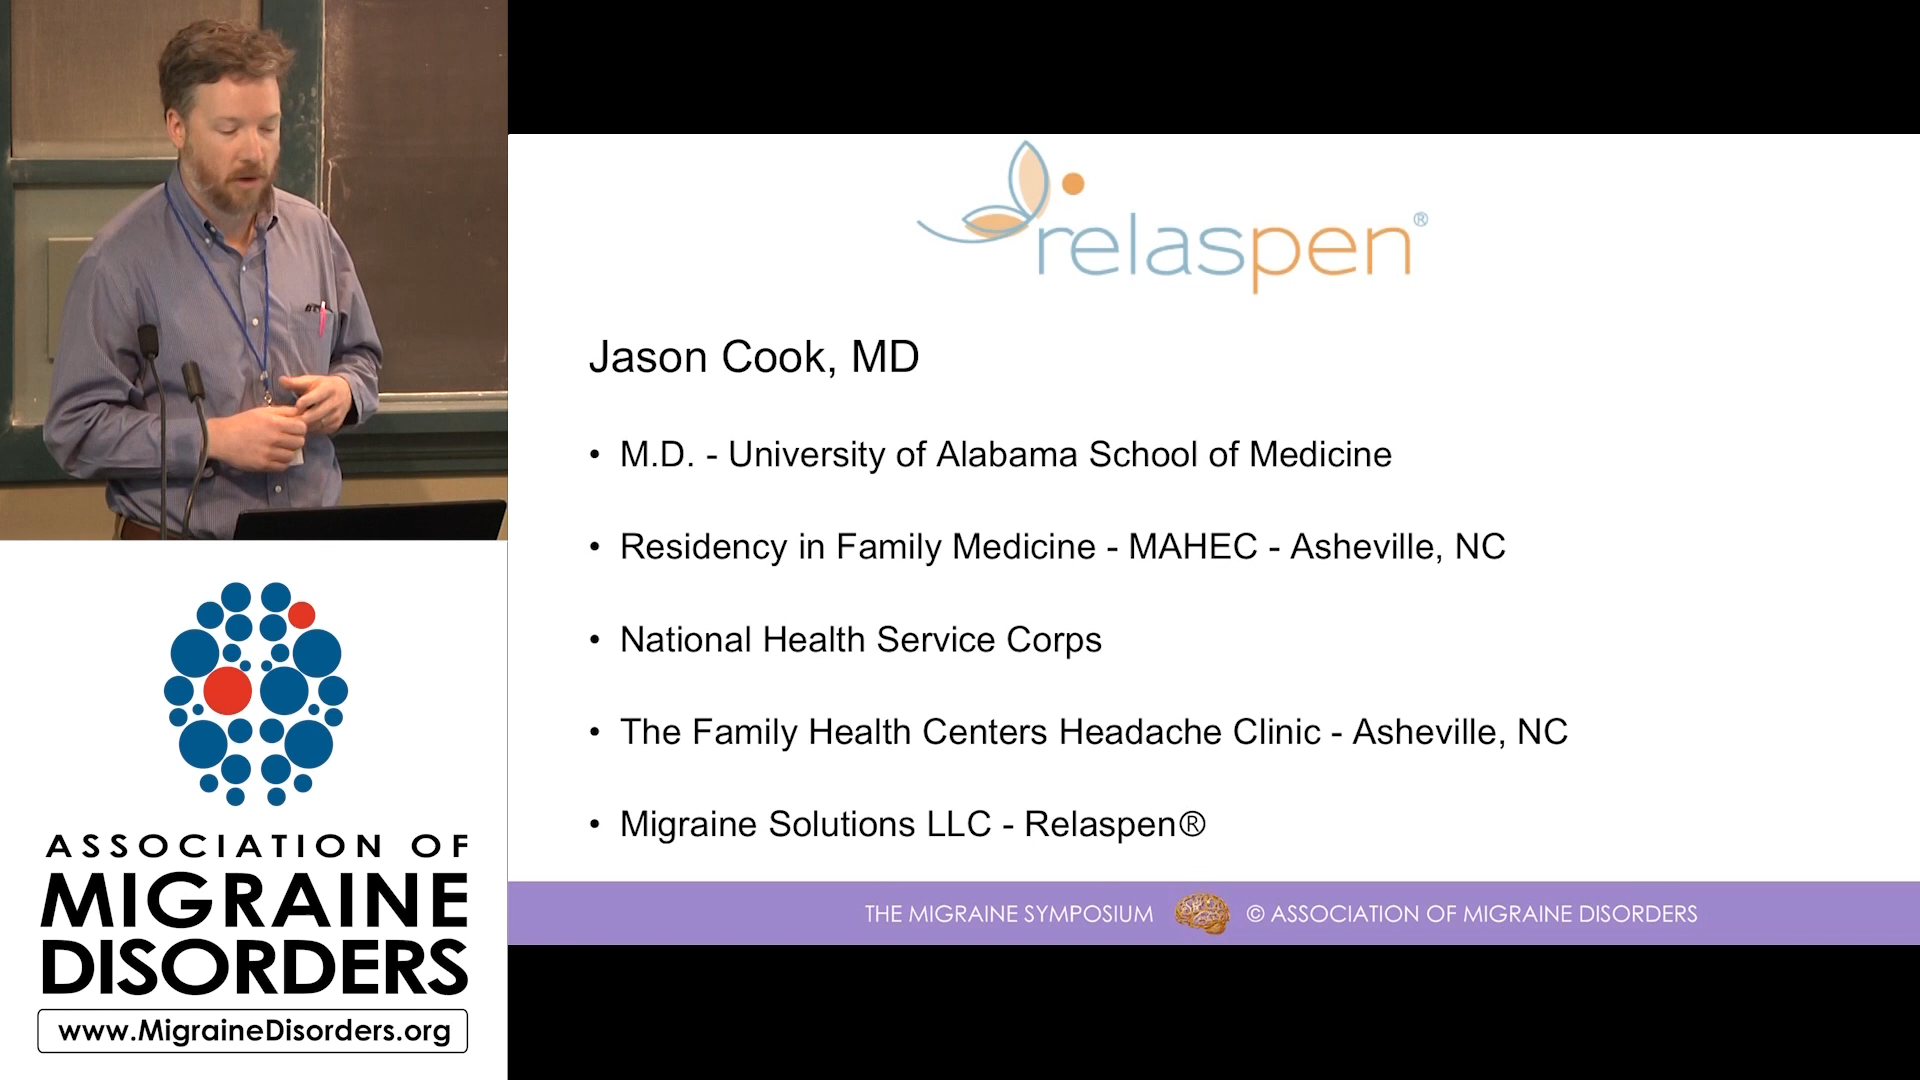 relaspen®
Jason Cook, MD
• M.D. - University of Alabama School of Medicine
• Residency in Family Medicine - MAHEC - Asheville, NC
• National Health Service Corps
• The Family Health Centers Headache Clinic - Asheville, NC
• Migraine Solutions LLC - Relaspen®
THE MIGRAINE SYMPOSIUM © ASSOCIATION OF MIGRAINE DISORDERS
ASSOCIATION OF
MIGRAINE
DISORDERS
www.MigraineDisorders.org